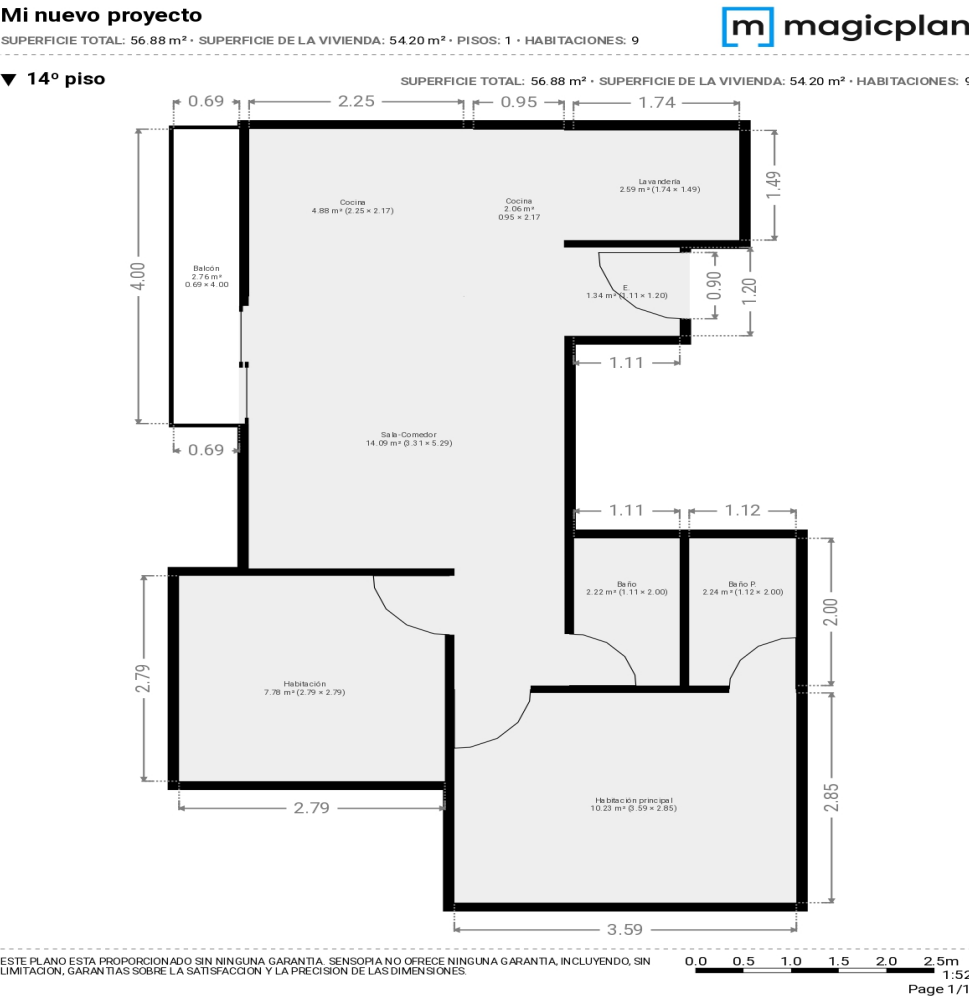 Mi nuevo proyecto
SUPERFICIE TOTAL: 56.88 m² · SUPERFICIE DE LA VIVIENDA: 54.20 m² · PISOS: 1 · HABITACIONES: 9
magicplan
▼ 14º piso
SUPERFICIE TOTAL: 56.88 m² · SUPERFICIE DE LA VIVIENDA: 54.20 m² · HABITACIONES: 9
0.69
2.25
0.95
1.74
Lavandería
2.59 m² (1.74 × 1.49)
1.49
Cocina
4.88 m² (2.25 × 2.17)
Cocina
2.06 m²
0.95 × 2.17
4.00
Balcón
2.76 m²
0.69 × 4.00
E.
1.34 m² (1.11 × 1.20)
0.90
1.20
1.11
Sala-Comedor
14.09 m² (3.31 × 5.29)
0.69
1.11
1.12
Baño
2.22 m² (1.11 × 2.00)
Baño P.
2.24 m² (1.12 × 2.00)
2.00
2.79
Habitación
7.78 m² (2.79 × 2.79)
2.79
Habitación principal
10.23 m² (3.59 × 2.85)
2.85
3.59
ESTE PLANO ESTA PROPORCIONADO SIN NINGUNA GARANTIA. SENSOPIA NO OFRECE NINGUNA GARANTIA, INCLUYENDO, SIN
LIMITACION, GARANTIAS SOBRE LA SATISFACCION Y LA PRECISION DE LAS DIMENSIONES.
0.0 0.5 1.0 1.5 2.0 2.5m
1:52
Page 1/1